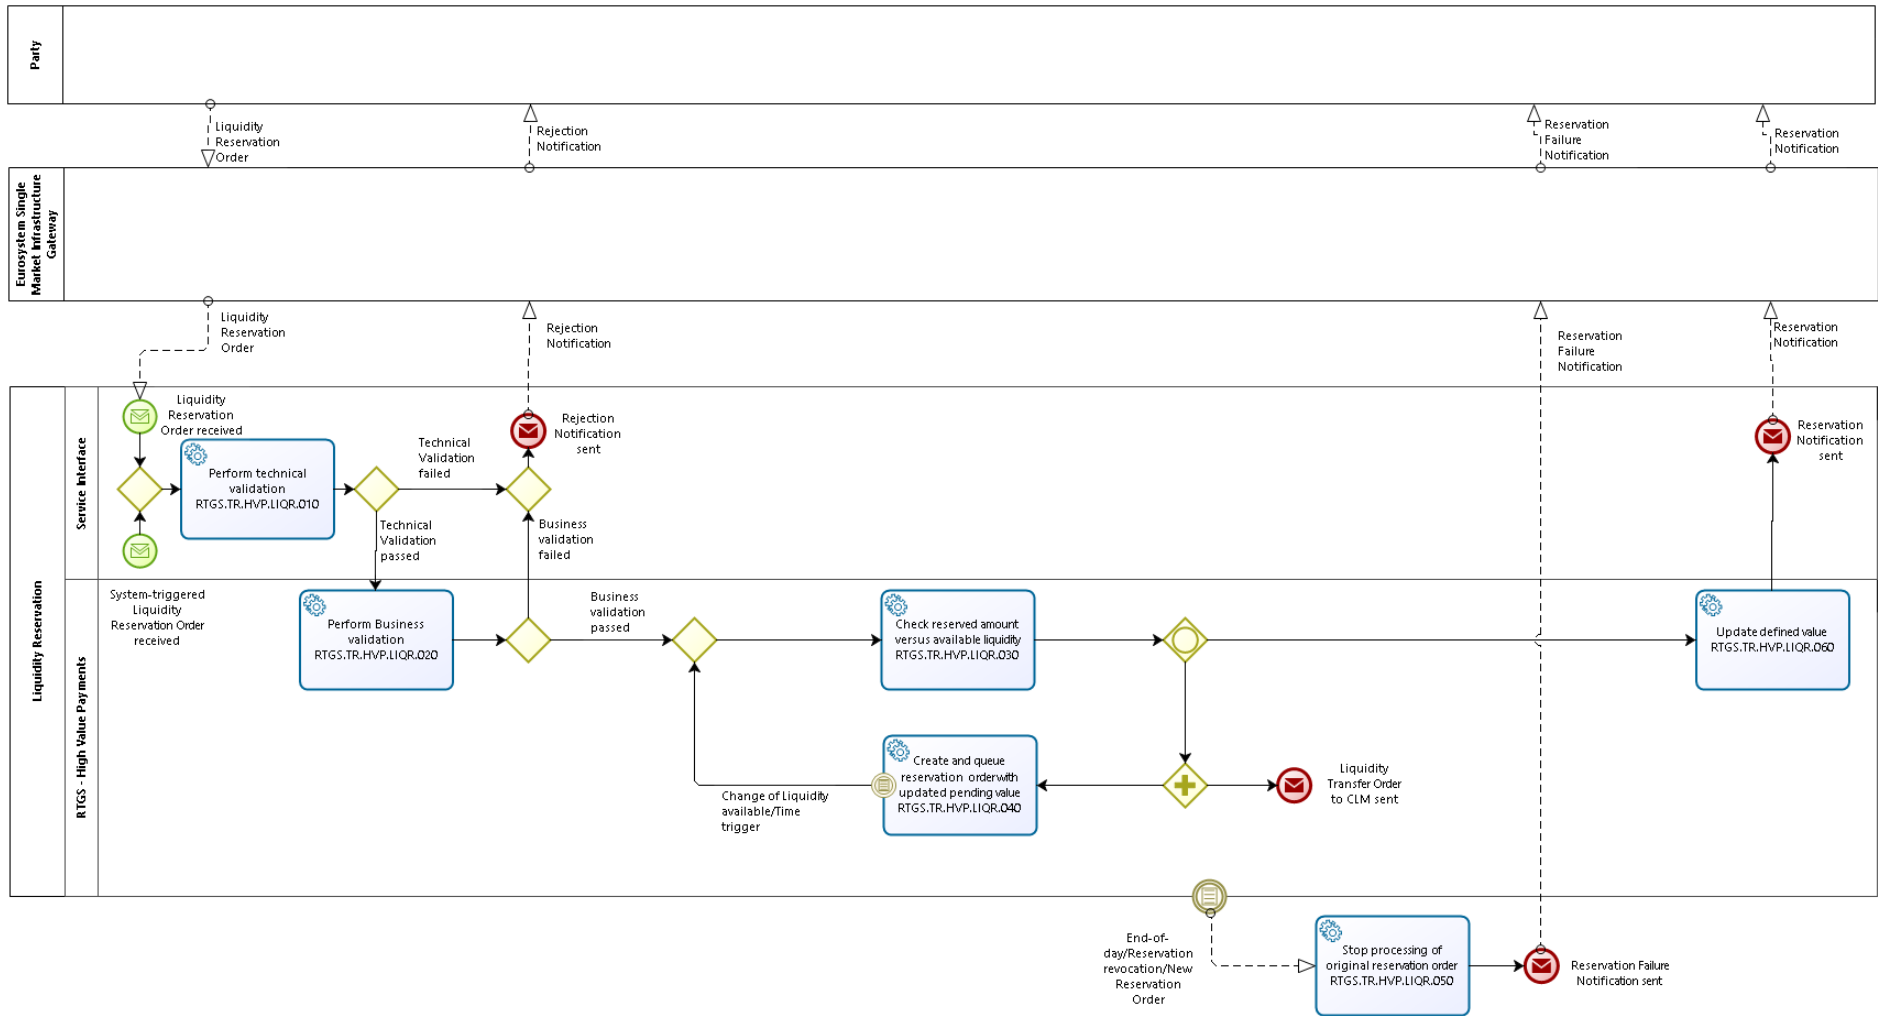 Party
Liquidity
Reservation
Order
Rejection
Notification
Reservation
Failure
Notification
Reservation
Notification
Eurosystem Single
Market Infrastructure
Gateway
Liquidity
Reservation
Order
Rejection
Notification
Reservation
Failure
Notification
Reservation
Notification
Liquidity Reservation
Service Interface
Liquidity
Reservation
Order received
Perform technical
validation
RTGS.TR.HVP.LIQR.010
Technical
Validation
failed
Rejection
Notification
sent
Technical
Validation
passed
Business
validation
failed
Reservation
Notification
sent
RTGS - High Value Payments
System-triggered
Liquidity
Reservation Order
received
Perform Business
validation
RTGS.TR.HVP.LIQR.020
Business
validation
passed
Check reserved amount
versus available liquidity
RTGS.TR.HVP.LIQR.030
Update defined value
RTGS.TR.HVP.LIQR.060
Create and queue
reservation orderwith
updated pending value
RTGS.TR.HVP.LIQR.040
Change of Liquidity
available/Time
trigger
Liquidity
Transfer Order
to CLM sent
End-of-
day/Reservation
revocation/New
Reservation
Order
Stop processing of
original reservation order
RTGS.TR.HVP.LIQR.050
Reservation Failure
Notification sent